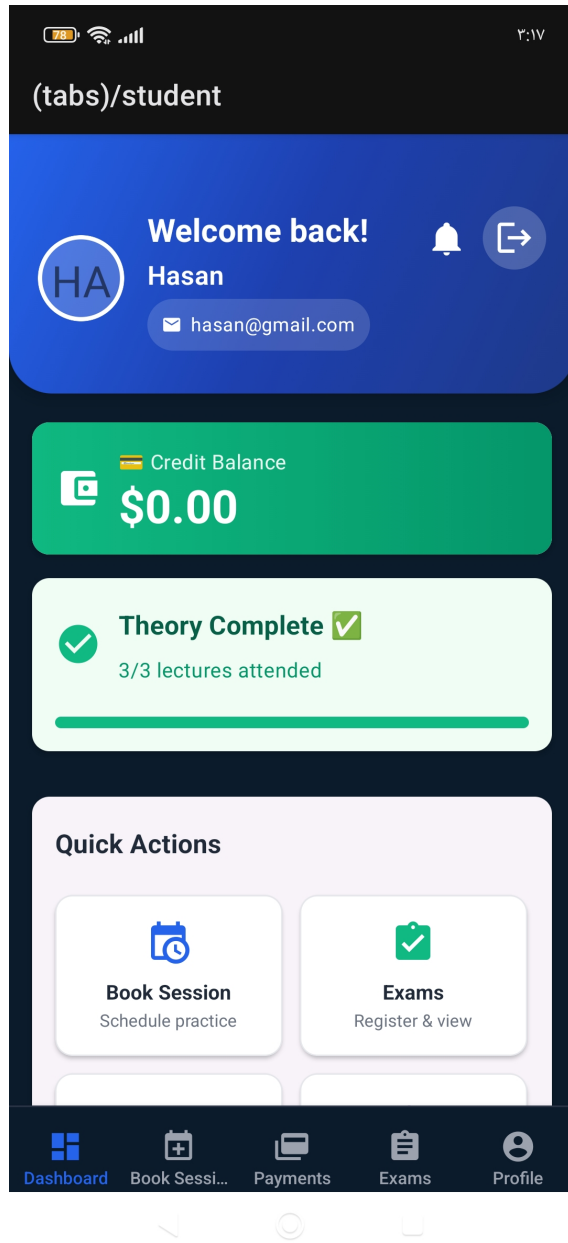 78
٣:١٧
(tabs)/student
HA
Welcome back!
Hasan
hasan@gmail.com
💳 Credit Balance
$0.00
Theory Complete ✅
3/3 lectures attended
Quick Actions
Book Session
Schedule practice
Exams
Register & view
Dashboard
Book Sessi...
Payments
Exams
Profile